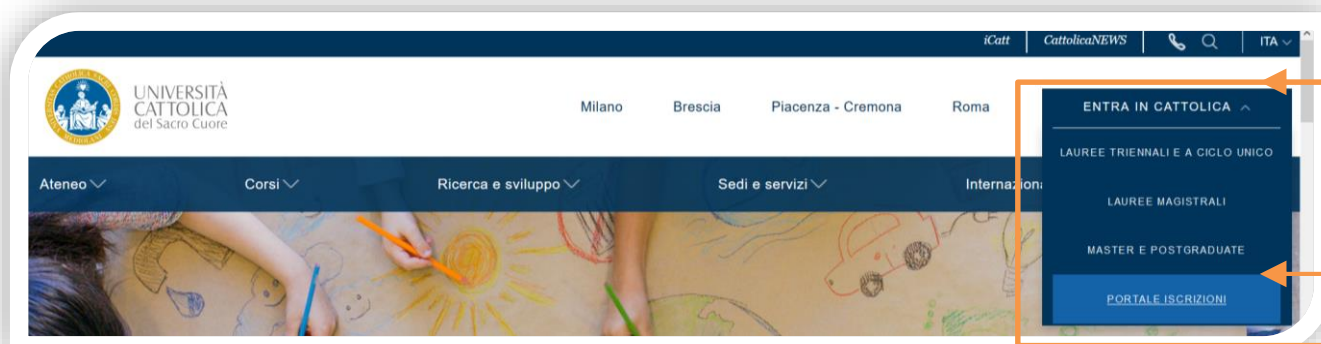 iCatt CattolicaNEWS ITA
UNIVERSITÀ
CATTOLICA
del Sacro Cuore
Milano Brescia Piacenza - Cremona Roma
ENTRA IN CATTOLICA
LAUREE TRIENNALI E A CICLO UNICO
LAUREE MAGISTRALI
MASTER E POSTGRADUATE
PORTALE ISCRIZIONI
Ateneo Corsi Ricerca e sviluppo Sedi e servizi